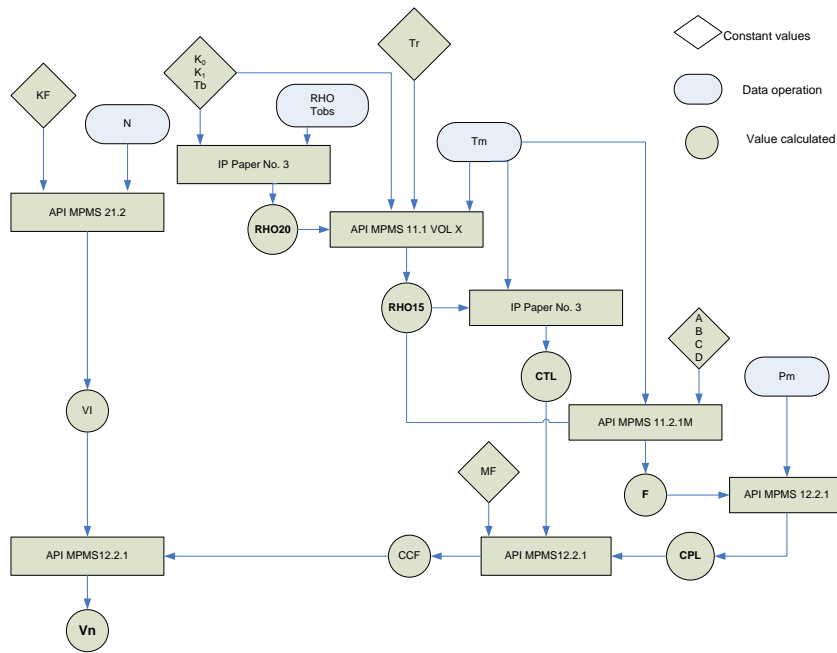 Tr
Constant values
K₀
K₁
Tb
KF
RHO
Tobs
Data operation
N
Tm
Value calculated
IP Paper No. 3
API MPMS 21.2
RHO20
API MPMS 11.1 VOL X
RHO15
IP Paper No. 3
A
B
C
D
CTL
Pm
VI
API MPMS 11.2.1M
MF
F
API MPMS 12.2.1
API MPMS12.2.1
CCF
API MPMS12.2.1
CPL
Vn